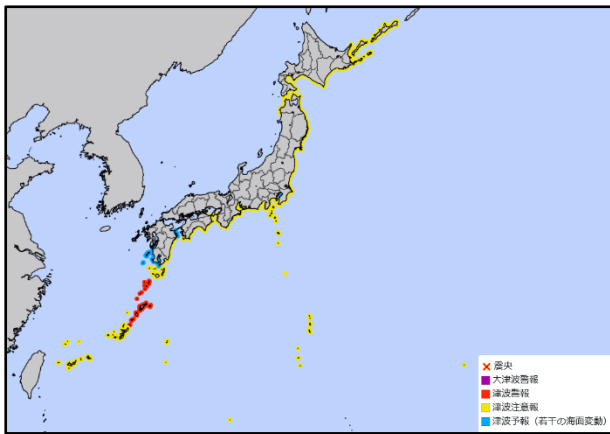 震央
大津波警報
津波警報
津波注意報
津波予報（若干の海面変動）